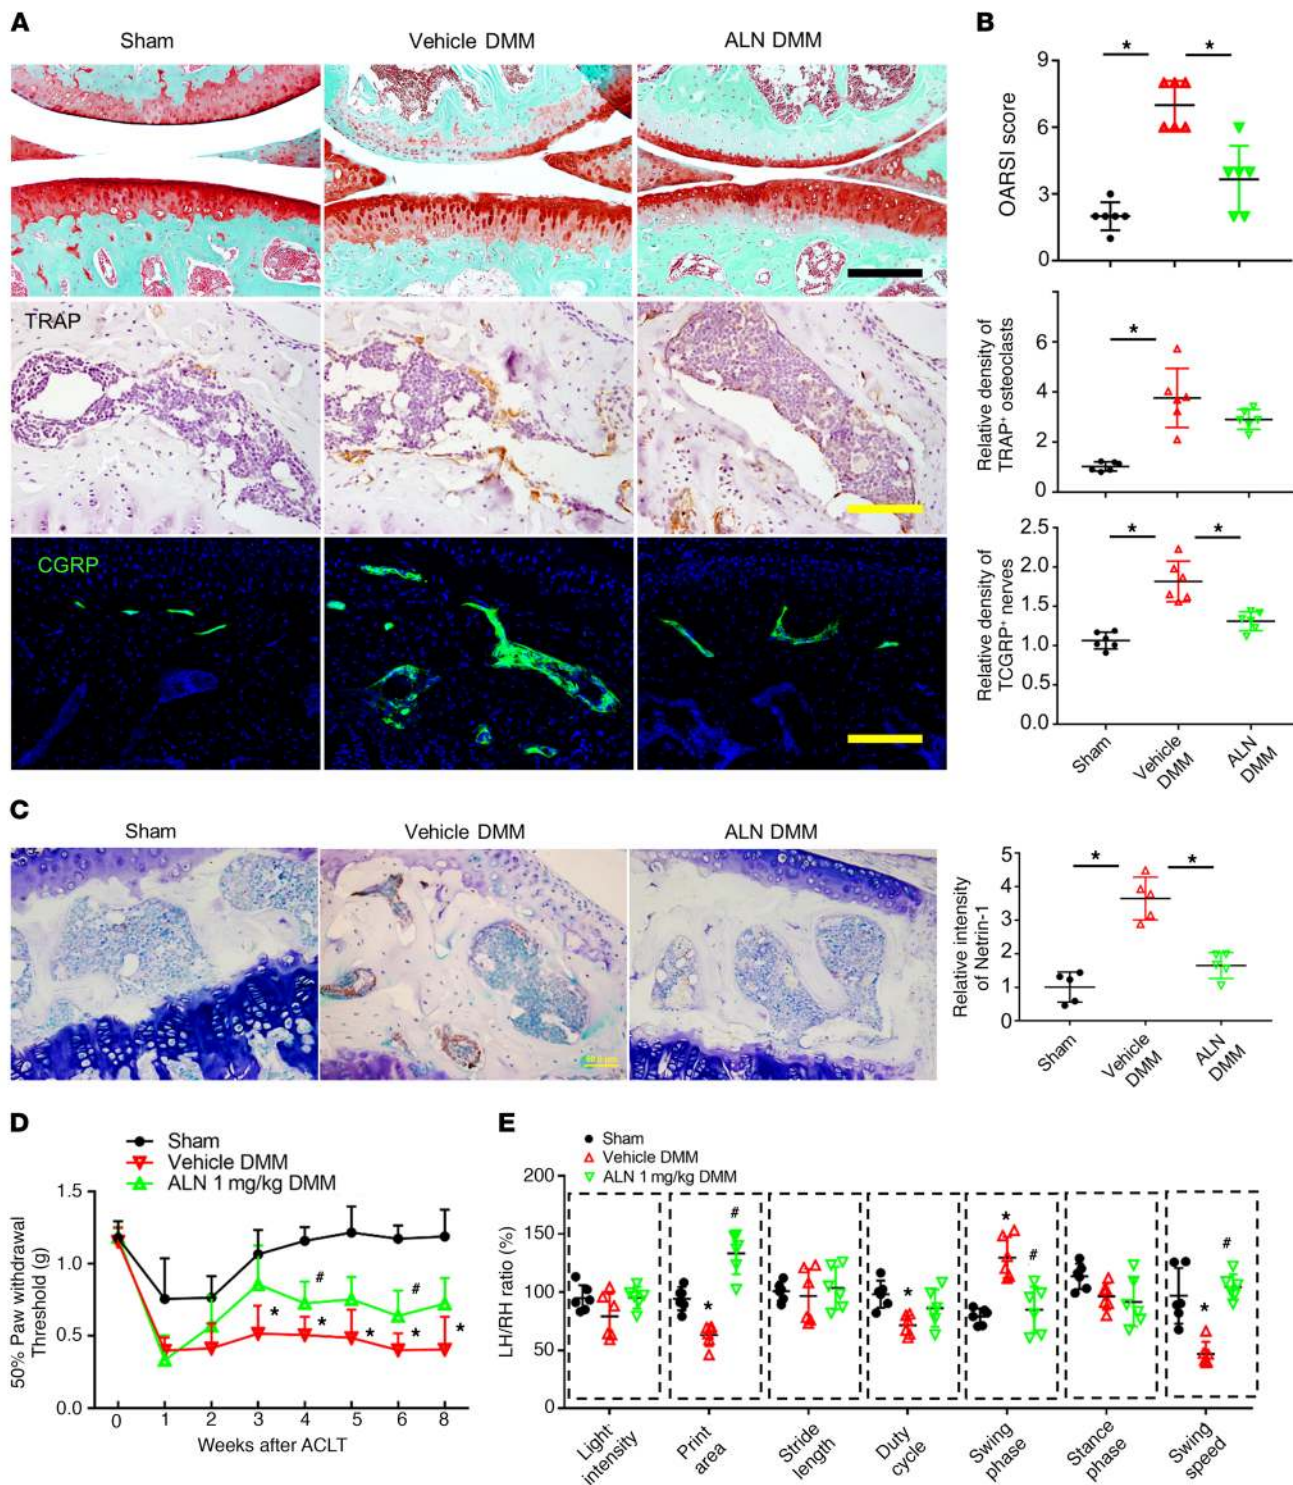 A
Sham
Vehicle DMM
ALN DMM
TRAP
CGRP
B
*
*
OARSI score
9
6
3
0
*
Relative density of
TRAP⁺ osteoclasts
6
4
2
0
*
*
Relative density of
TCGRP⁺ nerves
2.5
2.0
1.5
1.0
0.5
0.0
Sham
Vehicle
DMM
ALN
DMM
C
Sham
Vehicle DMM
ALN DMM
*
*
Relative intensity
of Netrin-1
5
4
3
2
1
0
Sham
Vehicle
DMM
ALN
DMM
D
Sham
Vehicle DMM
ALN 1 mg/kg DMM
50% Paw withdrawal
Threshold (g)
1.5
1.0
0.5
0.0
#
#
* * * * *
0 1 2 3 4 5 6 8
Weeks after ACLT
E
Sham
Vehicle DMM
ALN 1 mg/kg DMM
LH/RH ratio (%)
200
150
100
50
0
#
*
*
*
#
#
*
Light
intensity
Print
area
Stride
length
Duty
cycle
Swing
phase
Stance
phase
Swing
speed